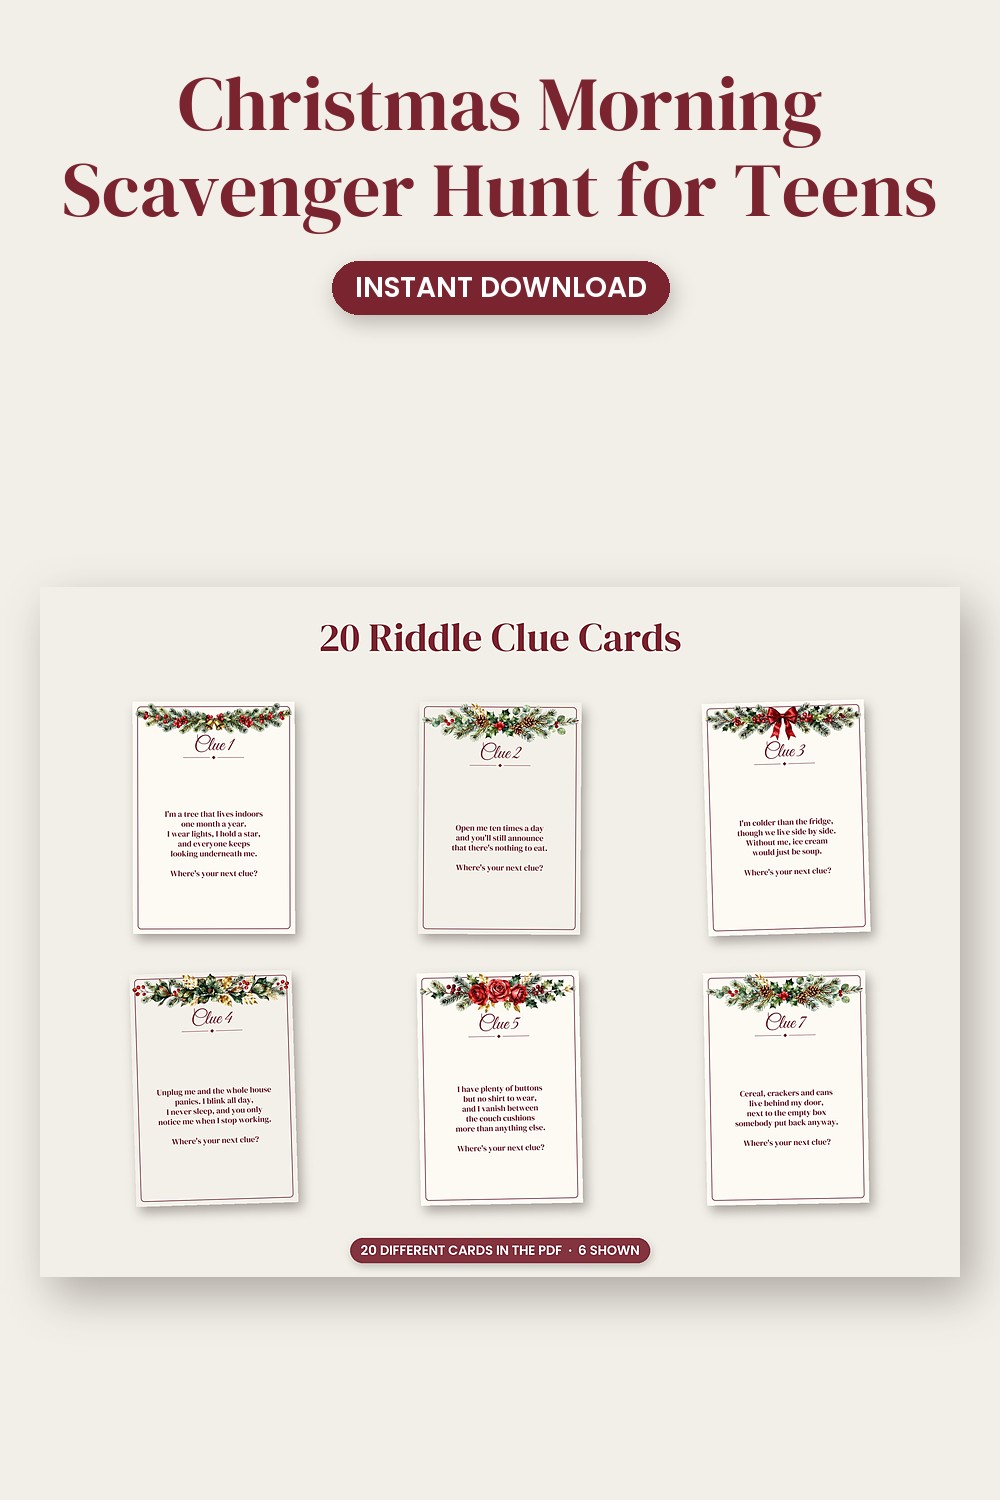 Christmas Morning
Scavenger Hunt for Teens
INSTANT DOWNLOAD
20 Riddle Clue Cards
Clue 1
I'm a tree that lives indoors
one month a year.
I wear lights, I hold a star,
and everyone keeps
looking underneath me.
Where's your next clue?
Clue 2
Open me ten times a day
and you'll still announce
that there's nothing to eat.
Where's your next clue?
Clue 3
I'm colder than the fridge,
though we live side by side.
Without me, ice cream
would just be soup.
Where's your next clue?
Clue 4
Unplug me and the whole house
panics. I blink all day,
I never sleep, and you only
notice me when I stop working.
Where's your next clue?
Clue 5
I have plenty of buttons
but no shirt to wear,
and I vanish between
the couch cushions
more than anything else.
Where's your next clue?
Clue 7
Cereal, crackers and cans
live behind my door,
next to the empty box
somebody put back anyway.
Where's your next clue?
20 DIFFERENT CARDS IN THE PDF · 6 SHOWN